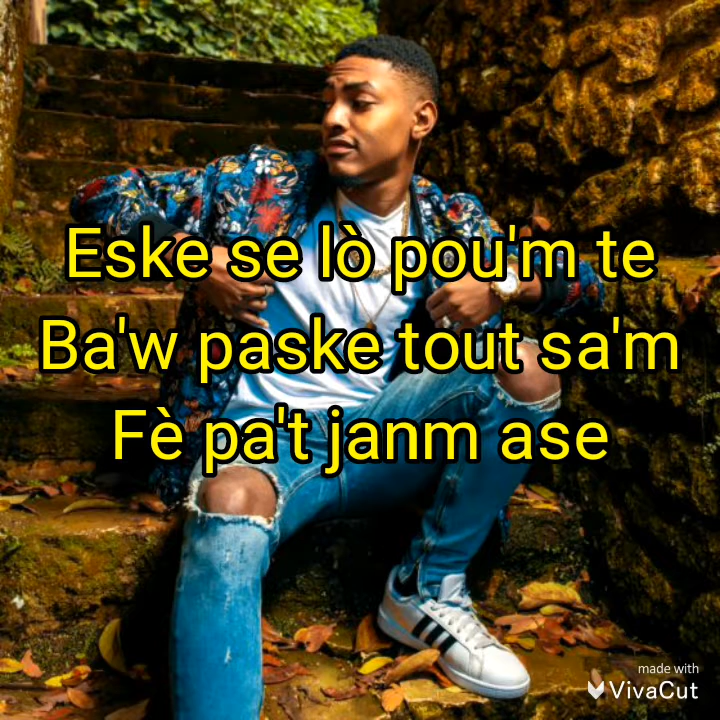 Eske se lò pou'm te
Ba'w paske tout sa'm
Fè pa't janm ase
made with
VivaCut